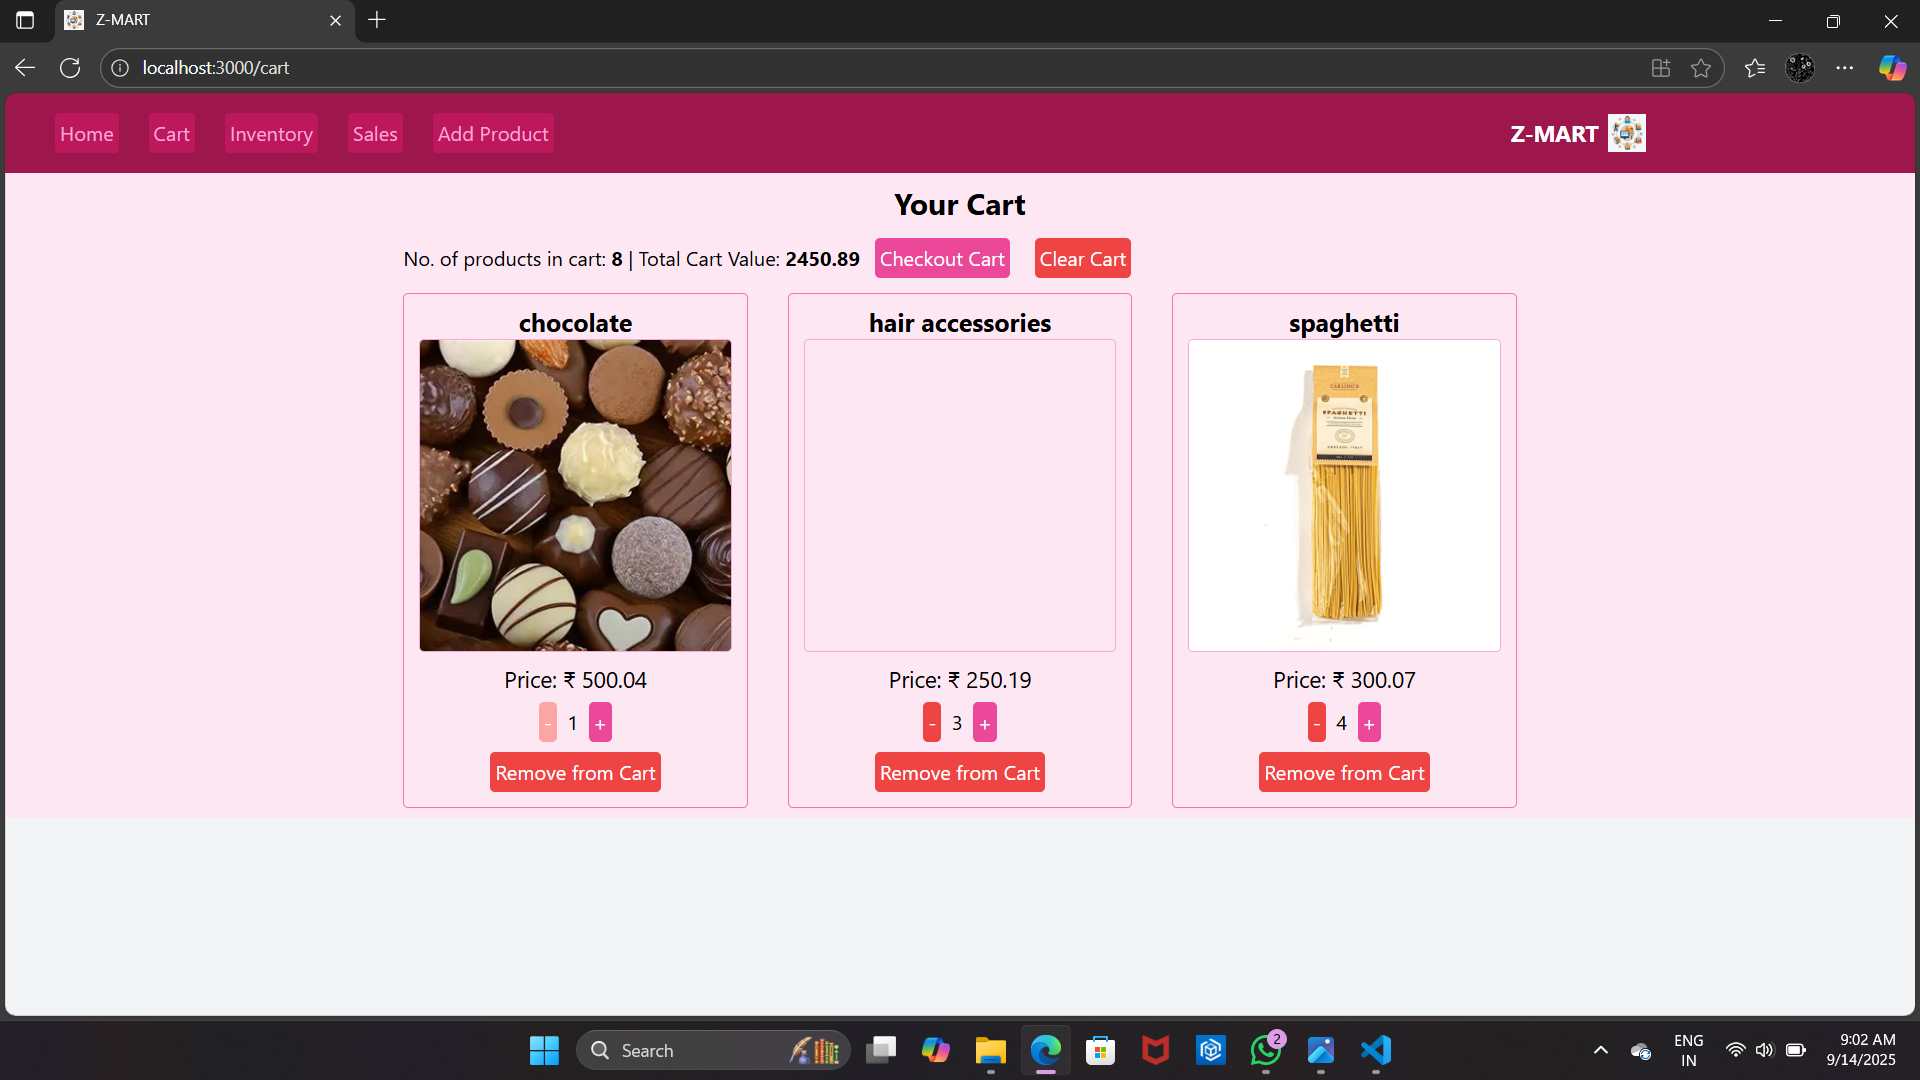 Z-MART
localhost:3000/cart
Home Cart Inventory Sales Add Product Z-MART
Your Cart
No. of products in cart: 8 | Total Cart Value: 2450.89 Checkout Cart Clear Cart
chocolate hair accessories spaghetti
SPAGHETTI
Price: ₹ 500.04 Price: ₹ 250.19 Price: ₹ 300.07
- 1 + - 3 + - 4 +
Remove from Cart Remove from Cart Remove from Cart
Search 2 ENG 9:02 AM
IN 9/14/2025